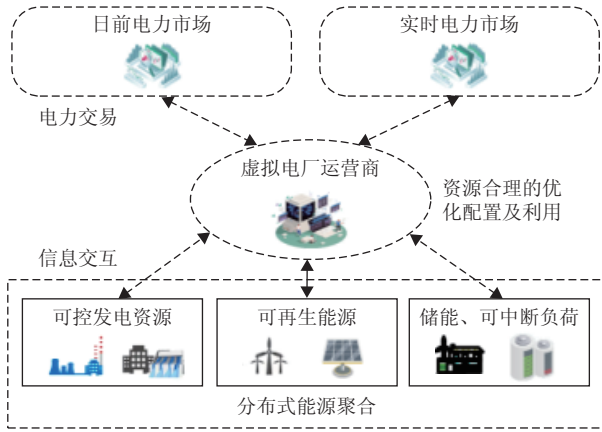 日前电力市场
实时电力市场
电力交易
虚拟电厂运营商
资源合理的优
化配置及利用
信息交互
可控发电资源
可再生能源
储能、可中断负荷
分布式能源聚合